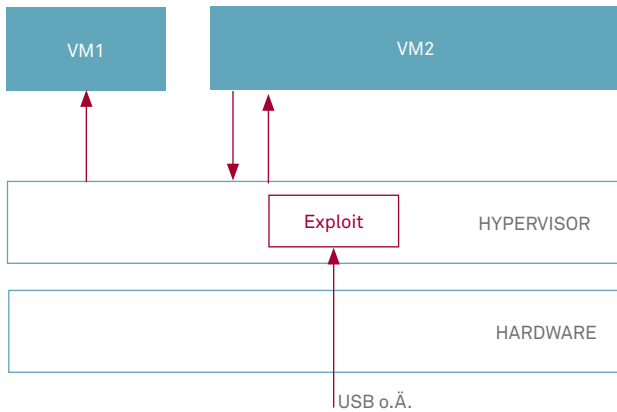 VM1
VM2
Exploit
HYPERVISOR
HARDWARE
USB o.Ä.